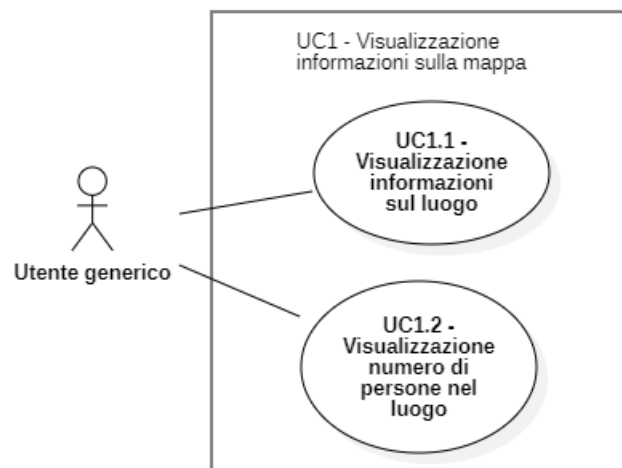 UC1 - Visualizzazione
informazioni sulla mappa
UC1.1 -
Visualizzazione
informazioni
sul luogo
Utente generico
UC1.2 -
Visualizzazione
numero di
persone nel
luogo